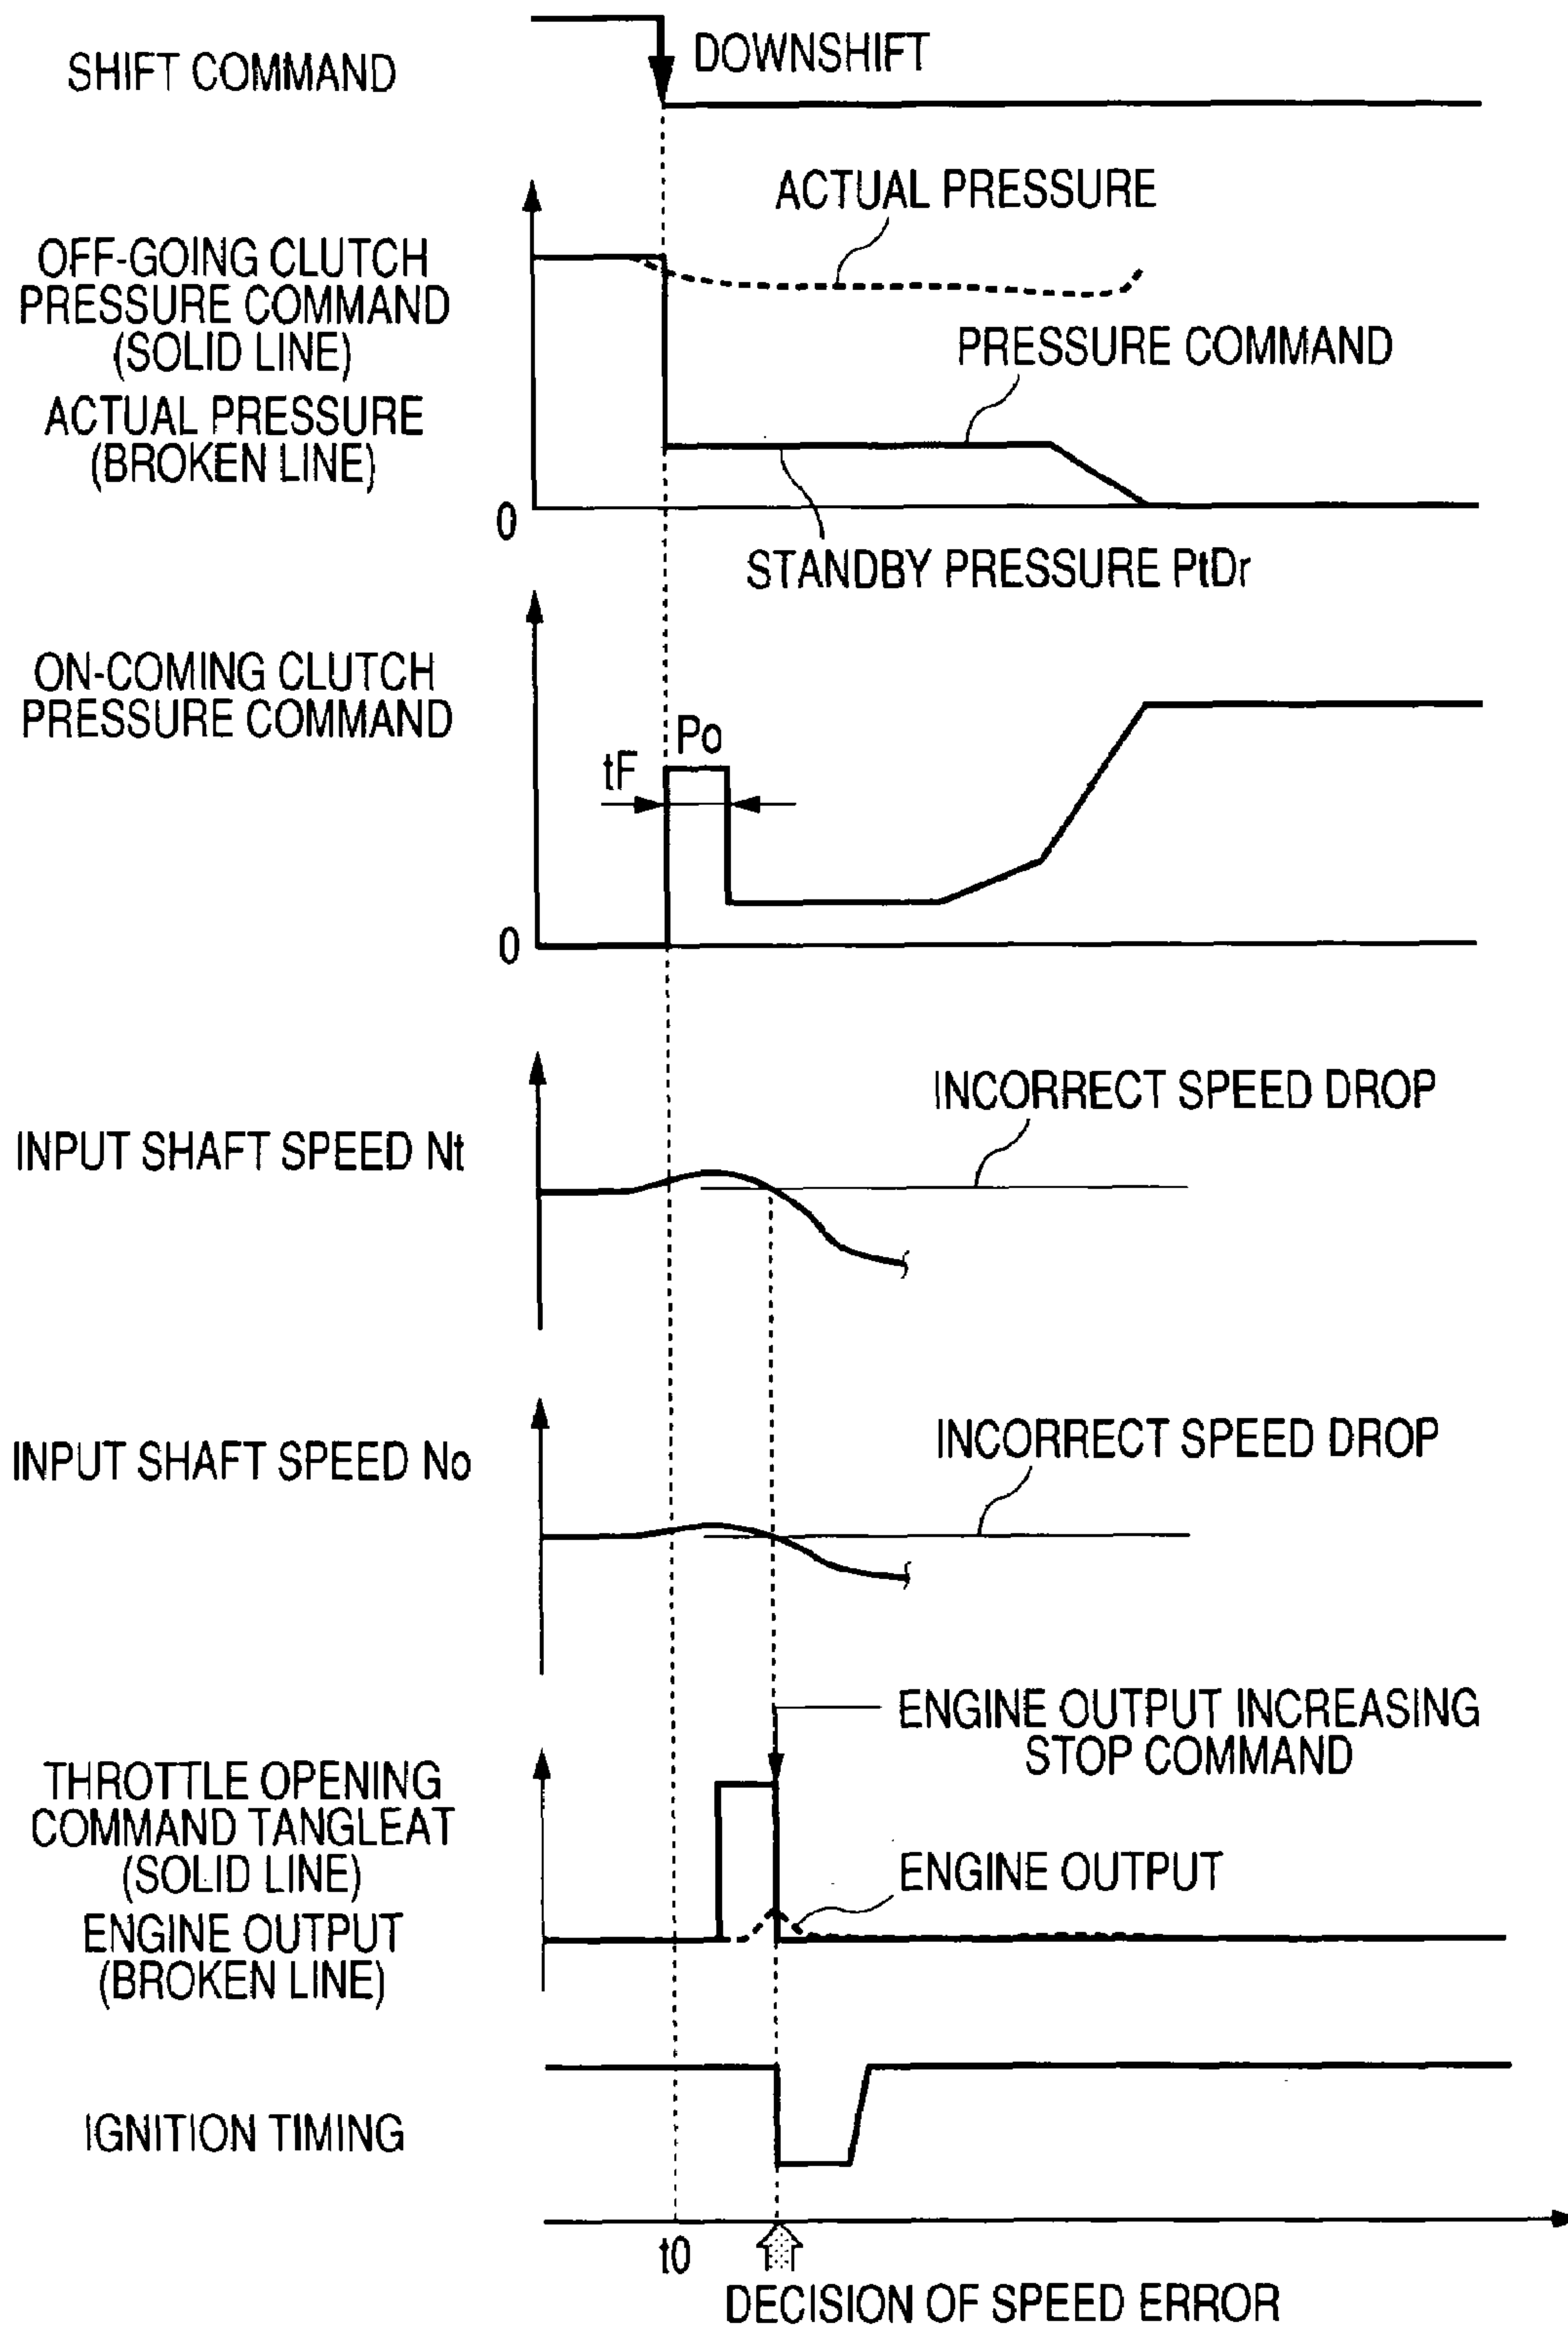 SHIFT COMMAND
DOWNSHIFT
ACTUAL PRESSURE
OFF-GOING CLUTCH
PRESSURE COMMAND
(SOLID LINE)
ACTUAL PRESSURE
(BROKEN LINE)
PRESSURE COMMAND
0
STANDBY PRESSURE PtDr
ON-COMING CLUTCH
PRESSURE COMMAND
Po
tF
0
INCORRECT SPEED DROP
INPUT SHAFT SPEED Nt
INCORRECT SPEED DROP
INPUT SHAFT SPEED No
ENGINE OUTPUT INCREASING
STOP COMMAND
THROTTLE OPENING
COMMAND TANGLEAT
(SOLID LINE)
ENGINE OUTPUT
(BROKEN LINE)
ENGINE OUTPUT
IGNITION TIMING
t0
DECISION OF SPEED ERROR